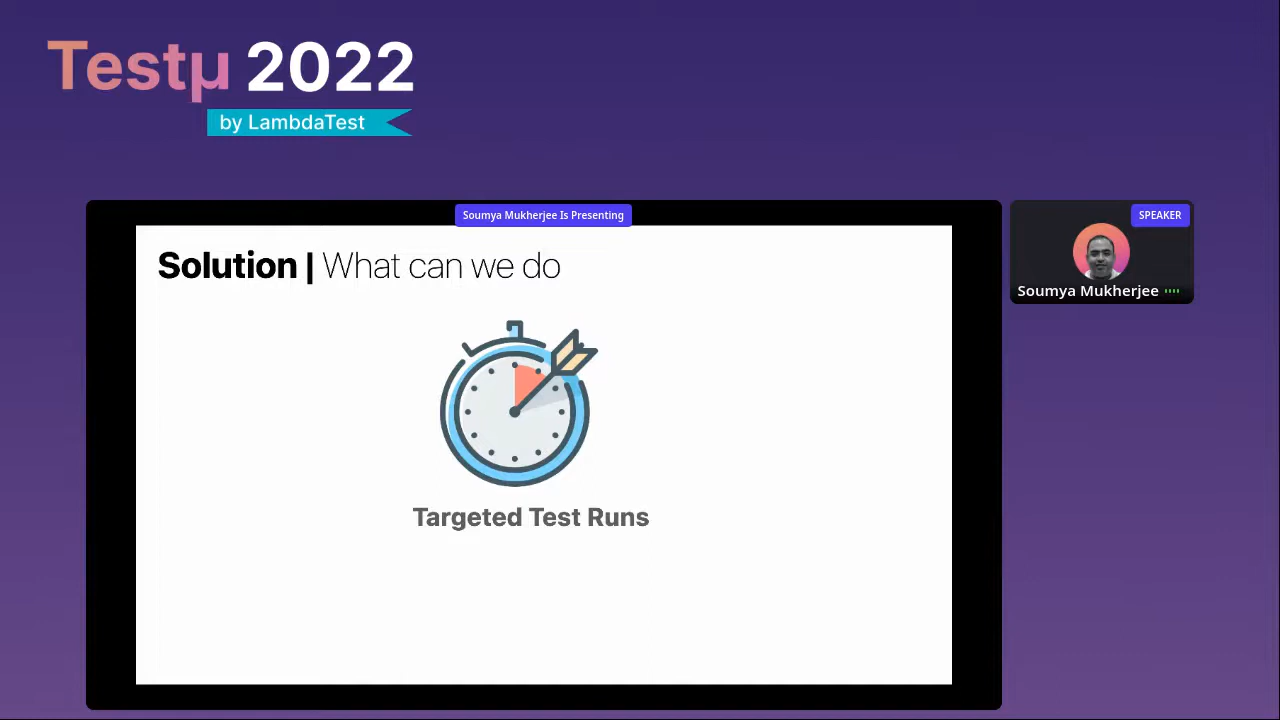 Testμ 2022
by LambdaTest
Soumya Mukherjee Is Presenting
SPEAKER
Soumya Mukherjee
Solution | What can we do
Targeted Test Runs